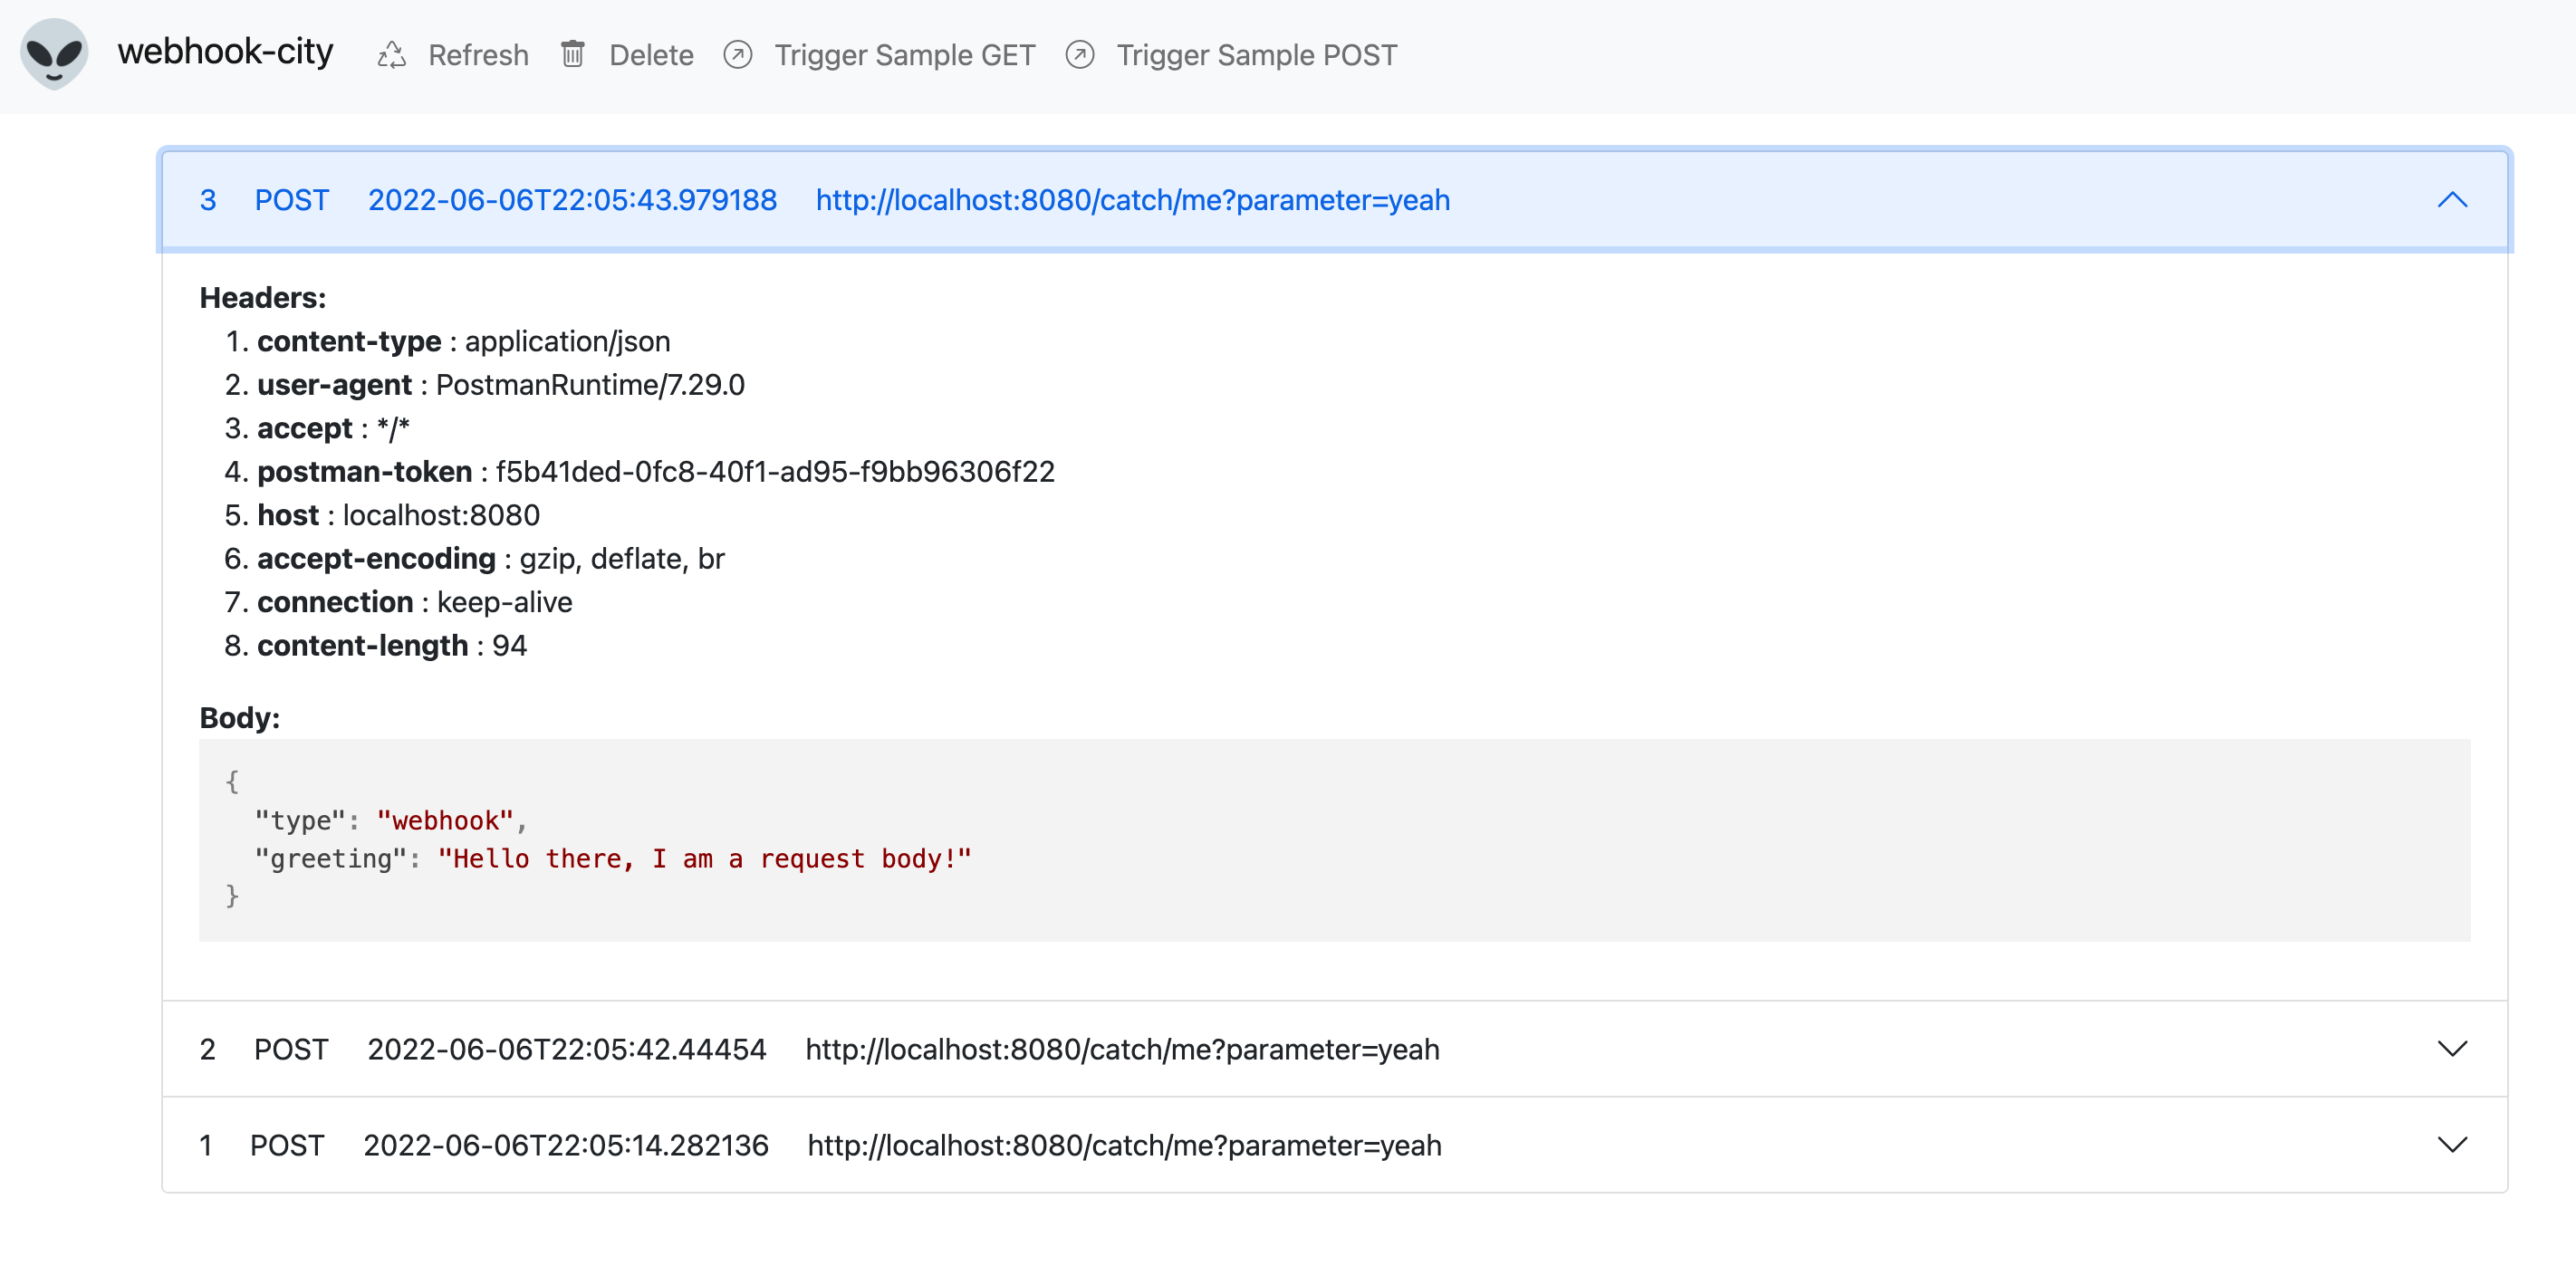 webhook-city Refresh Delete Trigger Sample GET Trigger Sample POST
3 POST 2022-06-06T22:05:43.979188 http://localhost:8080/catch/me?parameter=yeah
Headers:
1. content-type : application/json
2. user-agent : PostmanRuntime/7.29.0
3. accept : */*
4. postman-token : f5b41ded-0fc8-40f1-ad95-f9bb96306f22
5. host : localhost:8080
6. accept-encoding : gzip, deflate, br
7. connection : keep-alive
8. content-length : 94
Body:
{
  "type": "webhook",
  "greeting": "Hello there, I am a request body!"
}
2 POST 2022-06-06T22:05:42.44454 http://localhost:8080/catch/me?parameter=yeah
1 POST 2022-06-06T22:05:14.282136 http://localhost:8080/catch/me?parameter=yeah